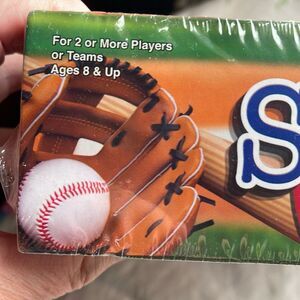 For 2 or More Players
or Teams
Ages 8 & Up
S